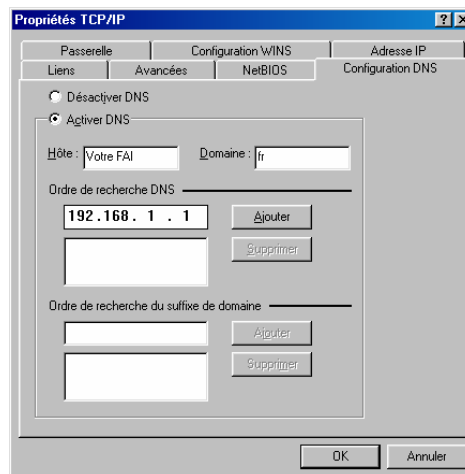 Propriétés TCP/IP
Passerelle Configuration WINS Adresse IP
Liens Avancées NetBIOS Configuration DNS
Désactiver DNS
Activer DNS
Hôte : Votre FAI Domaine : fr
Ordre de recherche DNS
192.168. 1 . 1 Ajouter
Supprimer
Ordre de recherche du suffixe de domaine
Ajouter
Supprimer
OK Annuler